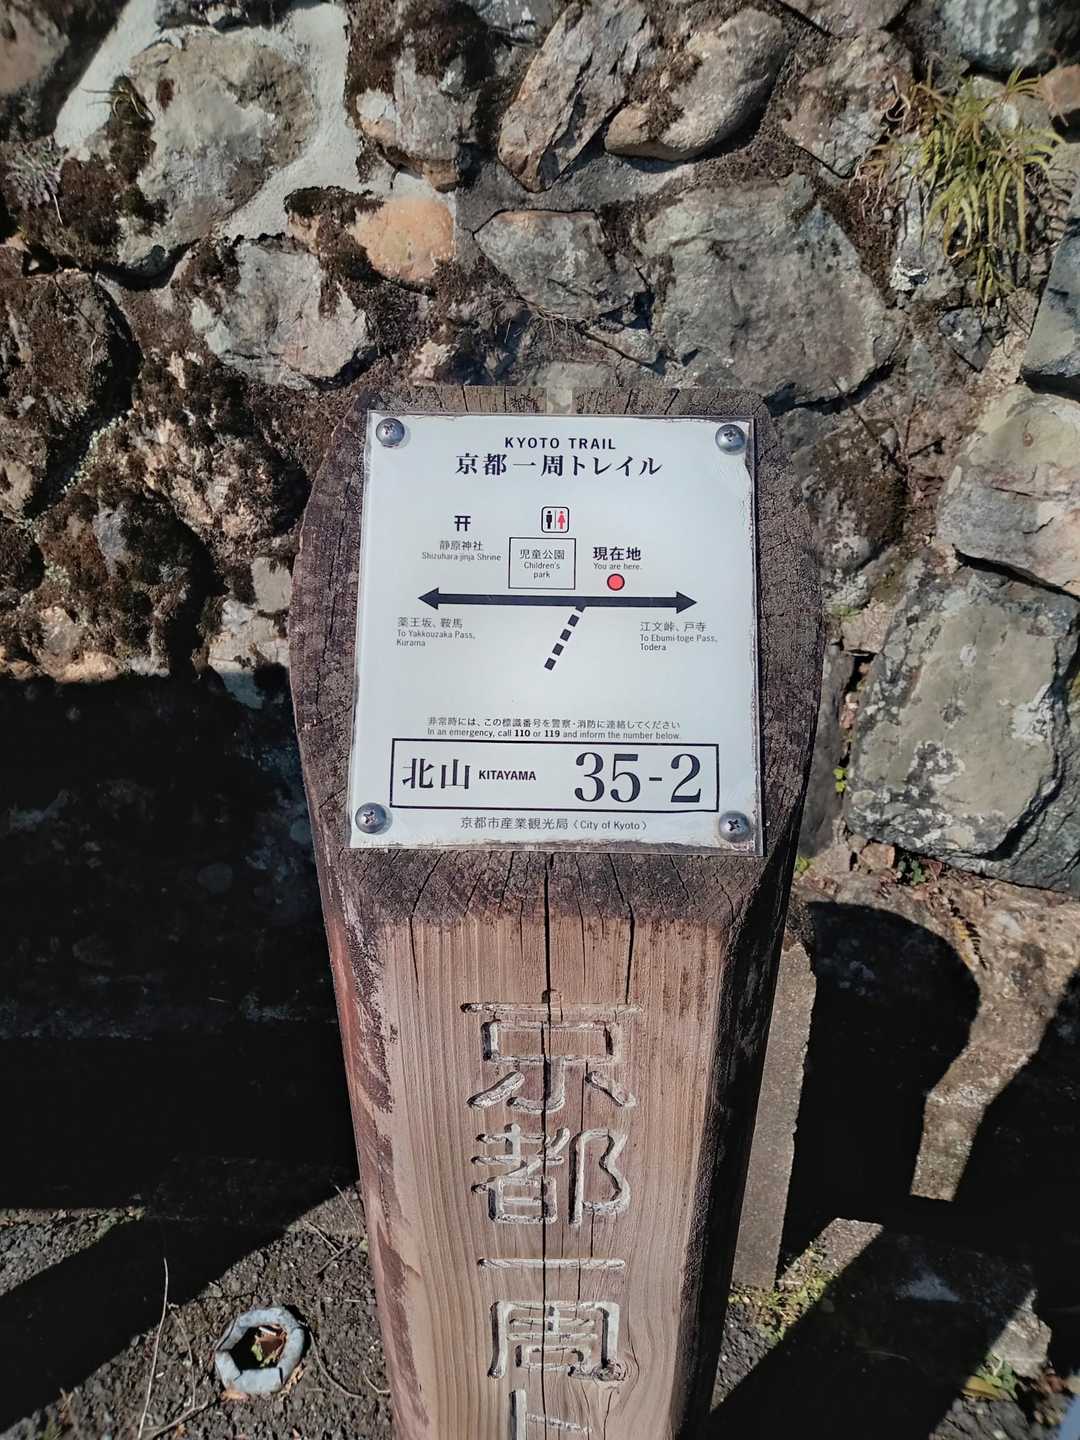 KYOTO TRAIL
京都一周トレイル
静原神社
Shizuhara-jinja Shrine
児童公園
Children's
park
現在地
You are here.
薬王坂、鞍馬
To Yakkouzaka Pass,
Kurama
江文峠、戸寺
To Ebumi-toge Pass,
Todera
非常時には、この標識番号を警察・消防に連絡してください
In an emergency, call 110 or 119 and inform the number below.
北山 KITAYAMA 35-2
京都市産業観光局（City of Kyoto）
京都一周ト